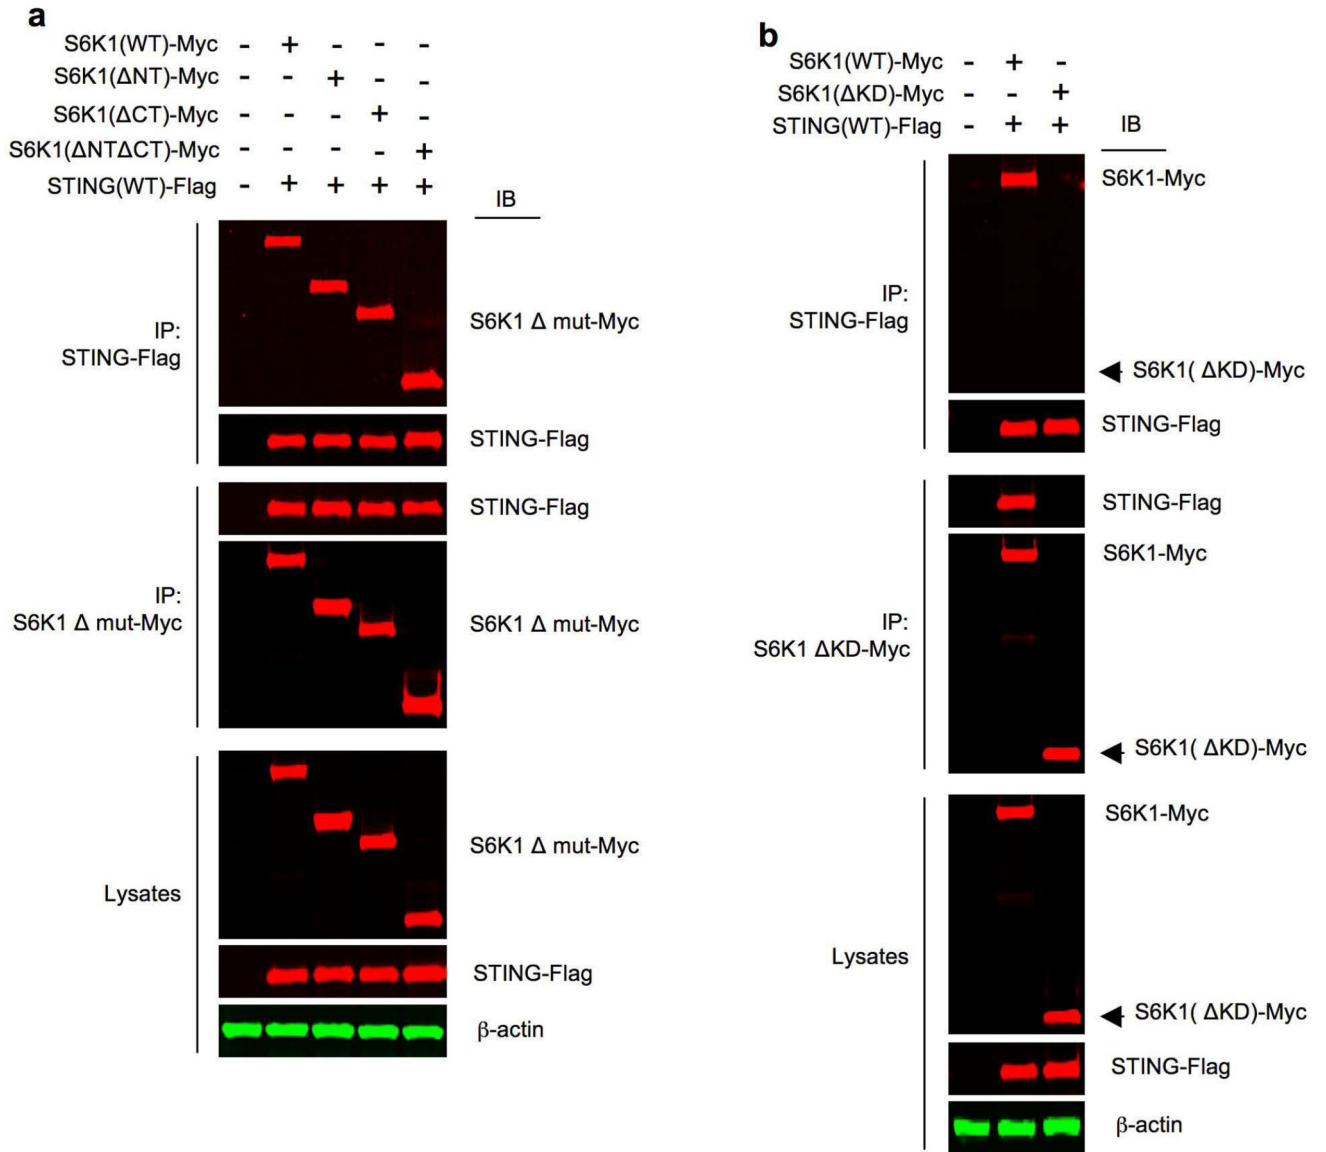 a
S6K1(WT)-Myc - + - - -
S6K1(ΔNT)-Myc - - + - -
S6K1(ΔCT)-Myc - - - + -
S6K1(ΔNTΔCT)-Myc - - - - +
STING(WT)-Flag - + + + +
IB
IP:
STING-Flag
S6K1 Δ mut-Myc
STING-Flag
IP:
S6K1 Δ mut-Myc
STING-Flag
S6K1 Δ mut-Myc
Lysates
S6K1 Δ mut-Myc
STING-Flag
β-actin
b
S6K1(WT)-Myc - + -
S6K1(ΔKD)-Myc - - +
STING(WT)-Flag - + +
IB
IP:
STING-Flag
S6K1-Myc
S6K1( ΔKD)-Myc
STING-Flag
IP:
S6K1 ΔKD-Myc
STING-Flag
S6K1-Myc
S6K1( ΔKD)-Myc
Lysates
S6K1-Myc
S6K1( ΔKD)-Myc
STING-Flag
β-actin